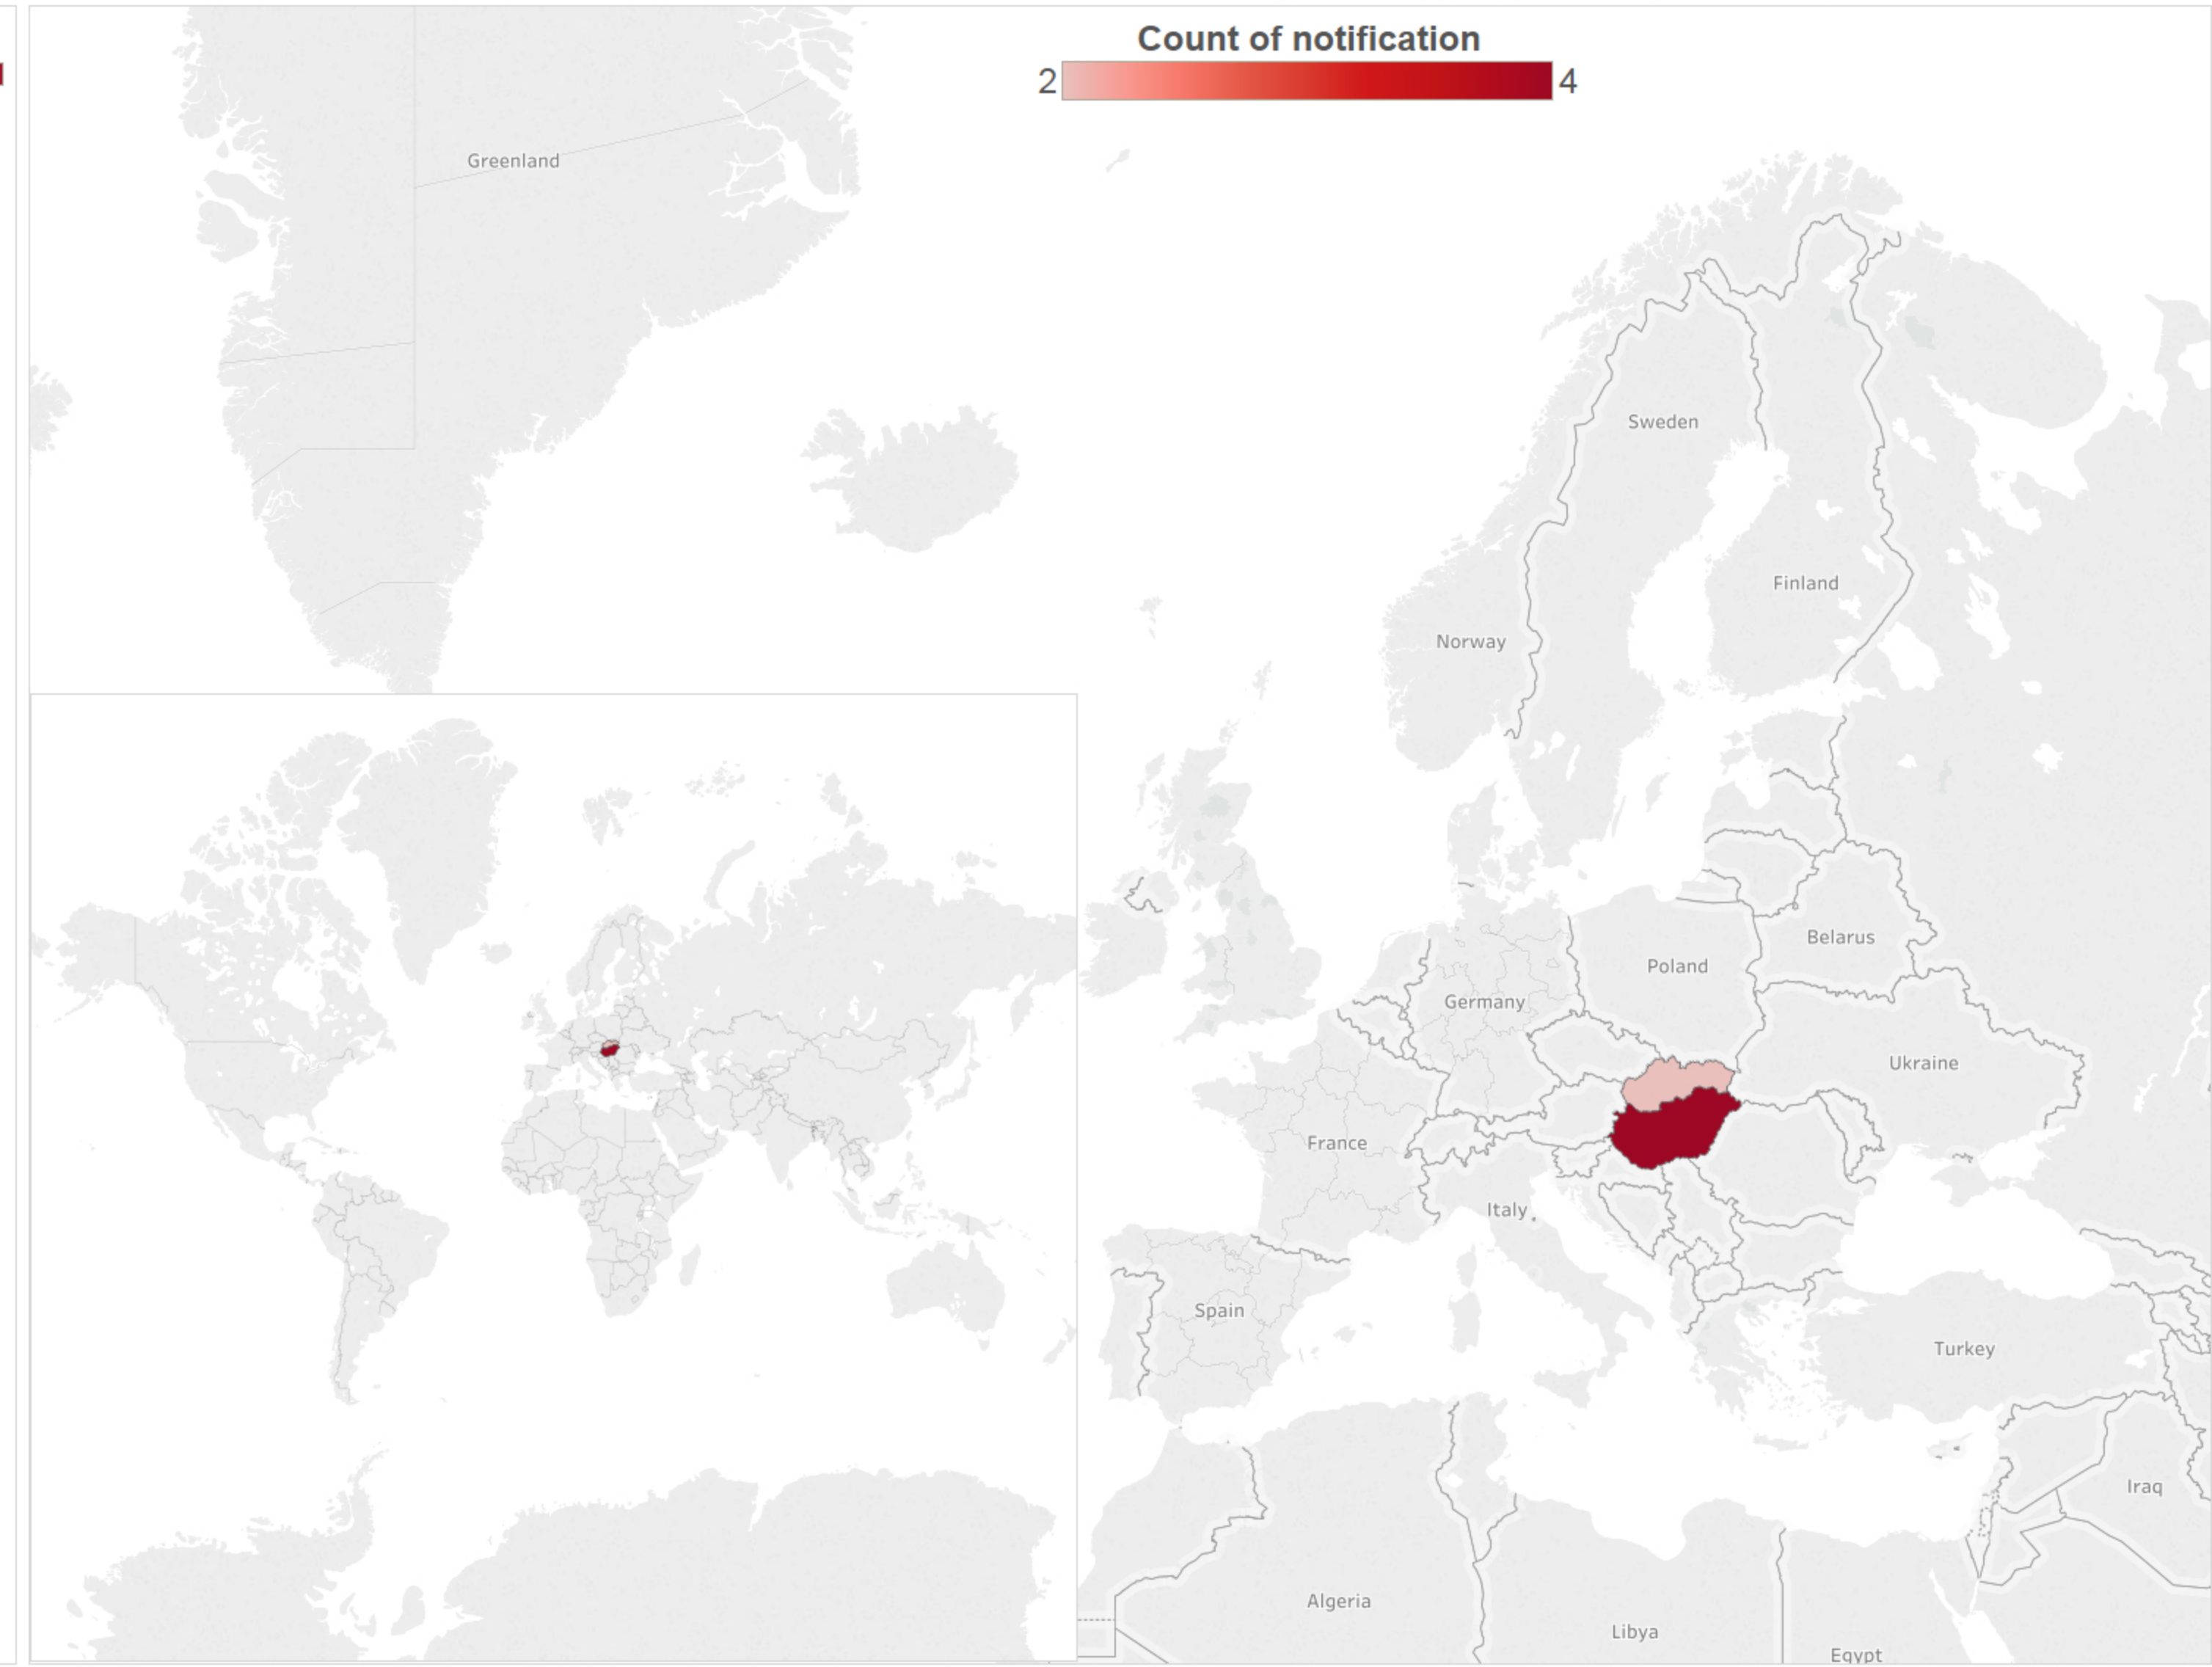 Count of notification
2 4
Greenland
Sweden
Finland
Norway
Belarus
Poland
Germany
Ukraine
France
Italy
Spain
Turkey
Iraq
Algeria
Libya
Egypt